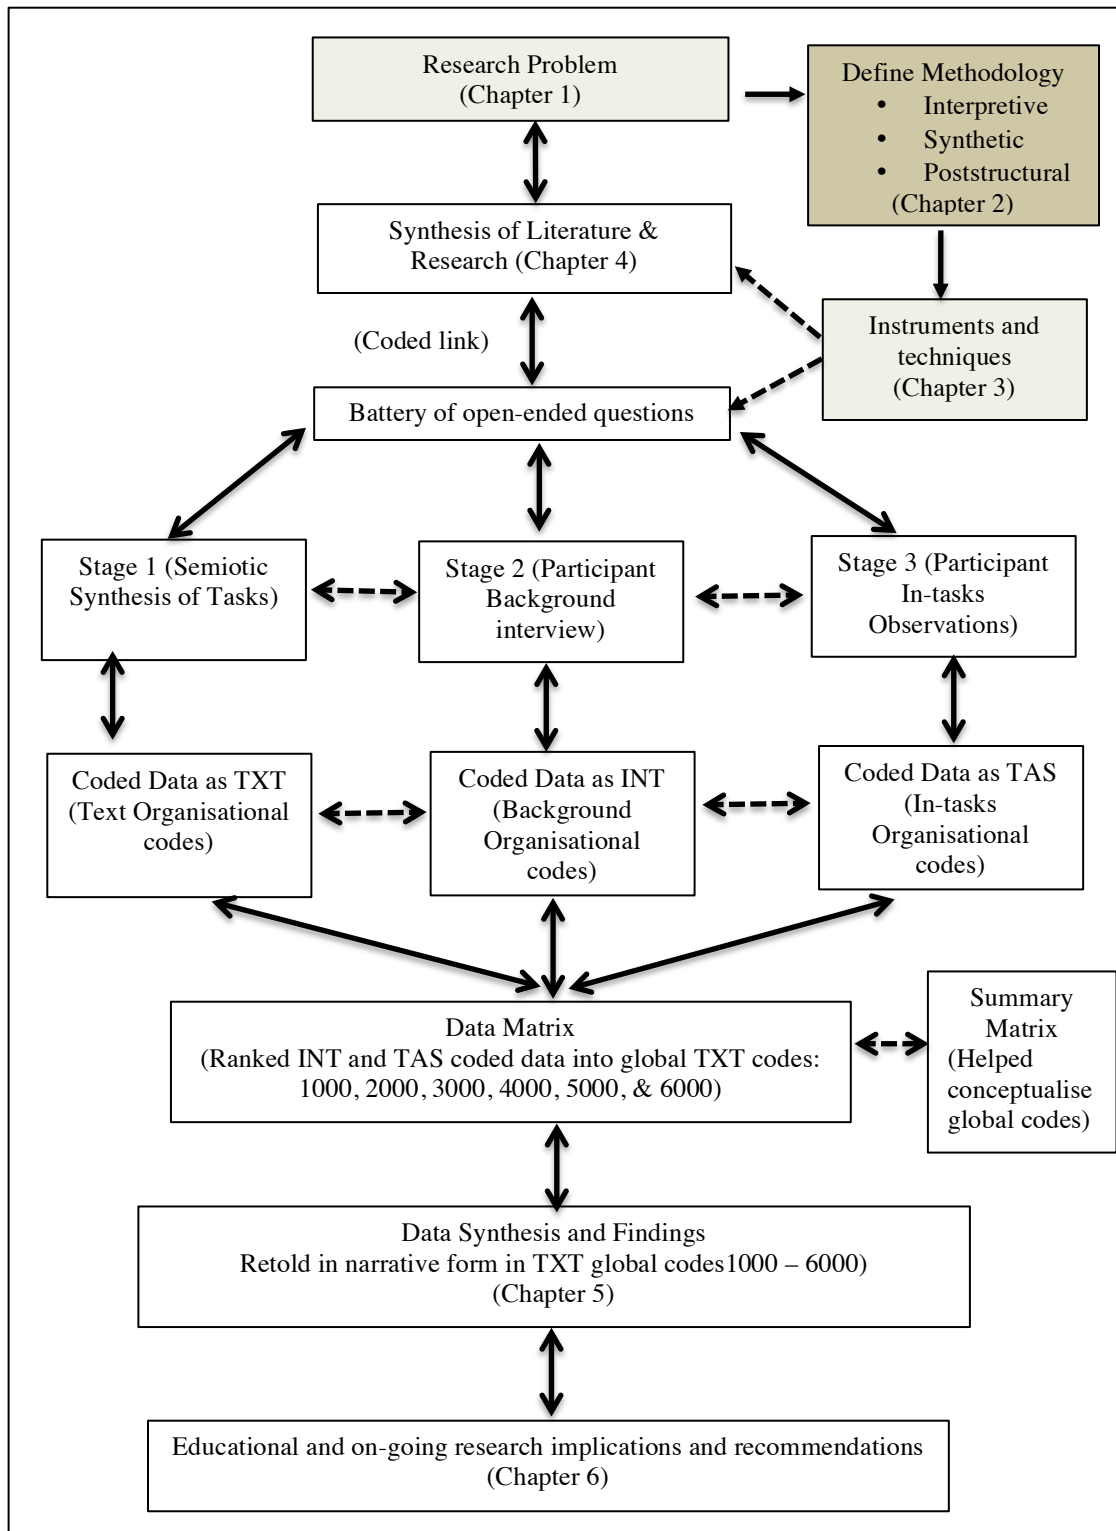 Research Problem
(Chapter 1)
Define Methodology
• Interpretive
• Synthetic
• Poststructural
(Chapter 2)
Synthesis of Literature &
Research (Chapter 4)
Instruments and
techniques
(Chapter 3)
(Coded link)
Battery of open-ended questions
Stage 1 (Semiotic
Synthesis of Tasks)
Stage 2 (Participant
Background
interview)
Stage 3 (Participant
In-tasks
Observations)
Coded Data as TXT
(Text Organisational
codes)
Coded Data as INT
(Background
Organisational
codes)
Coded Data as TAS
(In-tasks
Organisational
codes)
Data Matrix
(Ranked INT and TAS coded data into global TXT codes:
1000, 2000, 3000, 4000, 5000, & 6000)
Summary
Matrix
(Helped
conceptualise
global codes)
Data Synthesis and Findings
Retold in narrative form in TXT global codes1000 – 6000)
(Chapter 5)
Educational and on-going research implications and recommendations
(Chapter 6)